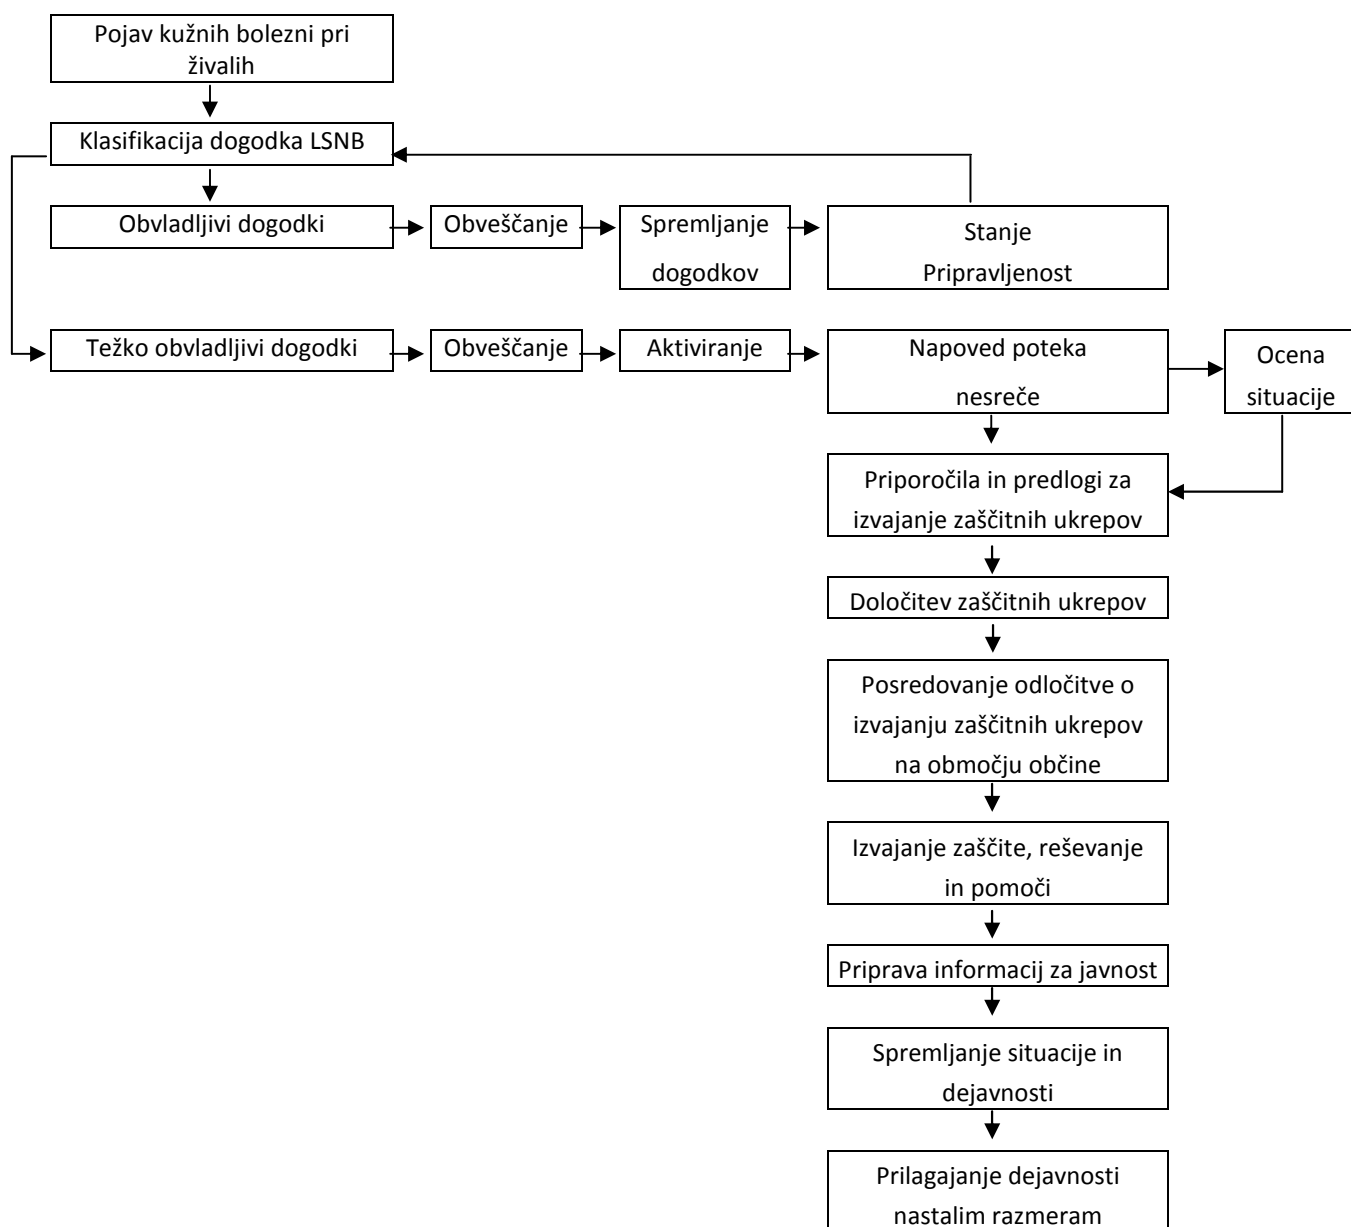 Pojav kužnih bolezni pri
živalih
Klasifikacija dogodka LSNB
Obvladljivi dogodki
Obveščanje
Spremljanje
dogodkov
Stanje
Pripravljenost
Težko obvladljivi dogodki
Obveščanje
Aktiviranje
Napoved poteka
nesreče
Ocena
situacije
Priporočila in predlogi za
izvajanje zaščitnih ukrepov
Določitev zaščitnih ukrepov
Posredovanje odločitve o
izvajanju zaščitnih ukrepov
na območju občine
Izvajanje zaščite, reševanje
in pomoči
Priprava informacij za javnost
Spremljanje situacije in
dejavnosti
Prilagajanje dejavnosti
nastalim razmeram